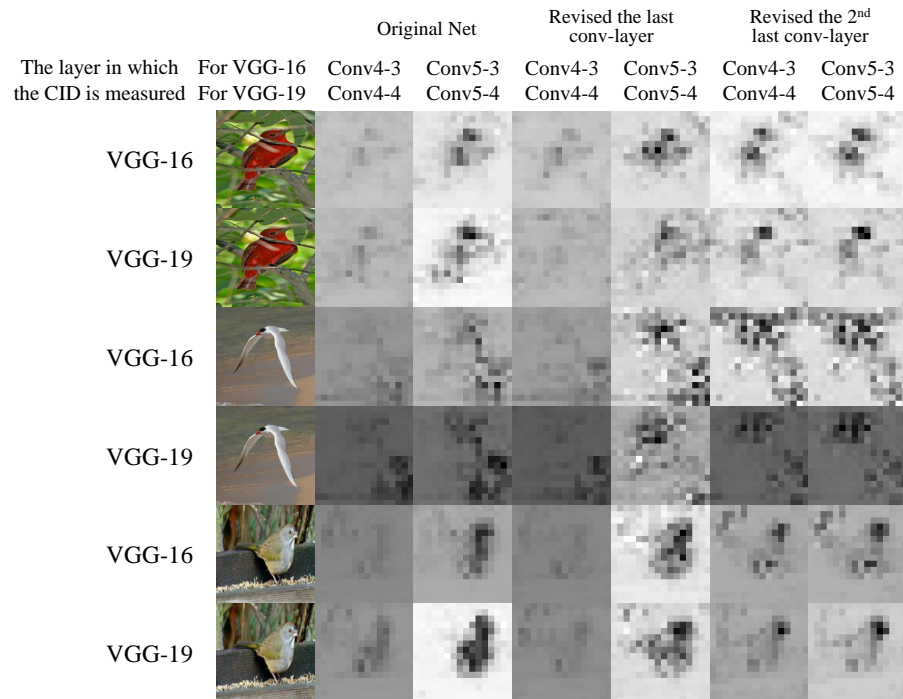 Original Net
Revised the last
conv-layer
Revised the 2nd
last conv-layer
The layer in which For VGG-16 Conv4-3 Conv5-3 Conv4-3 Conv5-3 Conv4-3 Conv5-3
the CID is measured For VGG-19 Conv4-4 Conv5-4 Conv4-4 Conv5-4 Conv4-4 Conv5-4
VGG-16
VGG-19
VGG-16
VGG-19
VGG-16
VGG-19